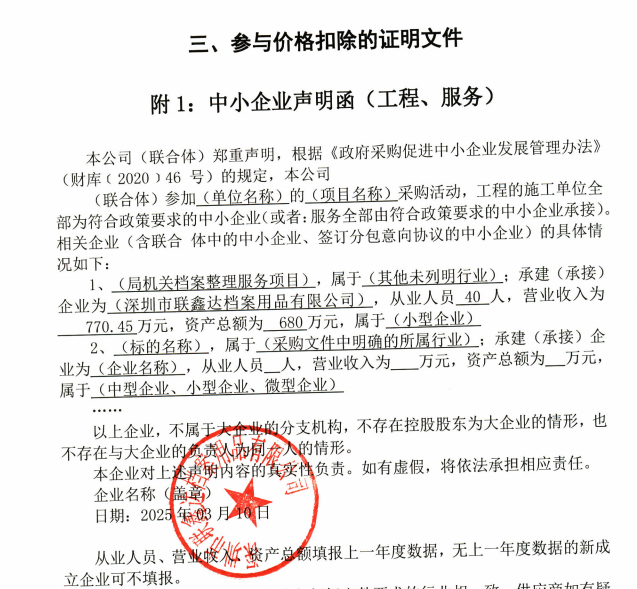 三、参与价格扣除的证明文件
附 1：中小企业声明函（工程、服务）
本公司（联合体）郑重声明，根据《政府采购促进中小企业发展管理办法》
（财库﹝2020﹞46 号）的规定，本公司
（联合体）参加（单位名称）的（项目名称）采购活动，工程的施工单位全
部为符合政策要求的中小企业（或者：服务全部由符合政策要求的中小企业承接）。
相关企业（含联合 体中的中小企业、签订分包意向协议的中小企业）的具体情
况如下：
1、（局机关档案整理服务项目），属于（其他未列明行业）；承建（承接）
企业为（深圳市联鑫达档案用品有限公司），从业人员 40 人，营业收入为
770.45 万元，资产总额为 680 万元，属于（小型企业）
2、（标的名称），属于（采购文件中明确的所属行业）；承建（承接）企
业为（企业名称），从业人员__人，营业收入为___万元，资产总额为__万元，
属于（中型企业、小型企业、微型企业）
……
以上企业，不属于大企业的分支机构，不存在控股股东为大企业的情形，也
不存在与大企业的负责人为同一人的情形。
本企业对上述声明内容的真实性负责。如有虚假，将依法承担相应责任。
企业名称（盖章）
日期：2025年03月10日
深圳市联鑫达档案用品有限公司
从业人员、营业收入、资产总额填报上一年度数据，无上一年度数据的新成
立企业可不填报。